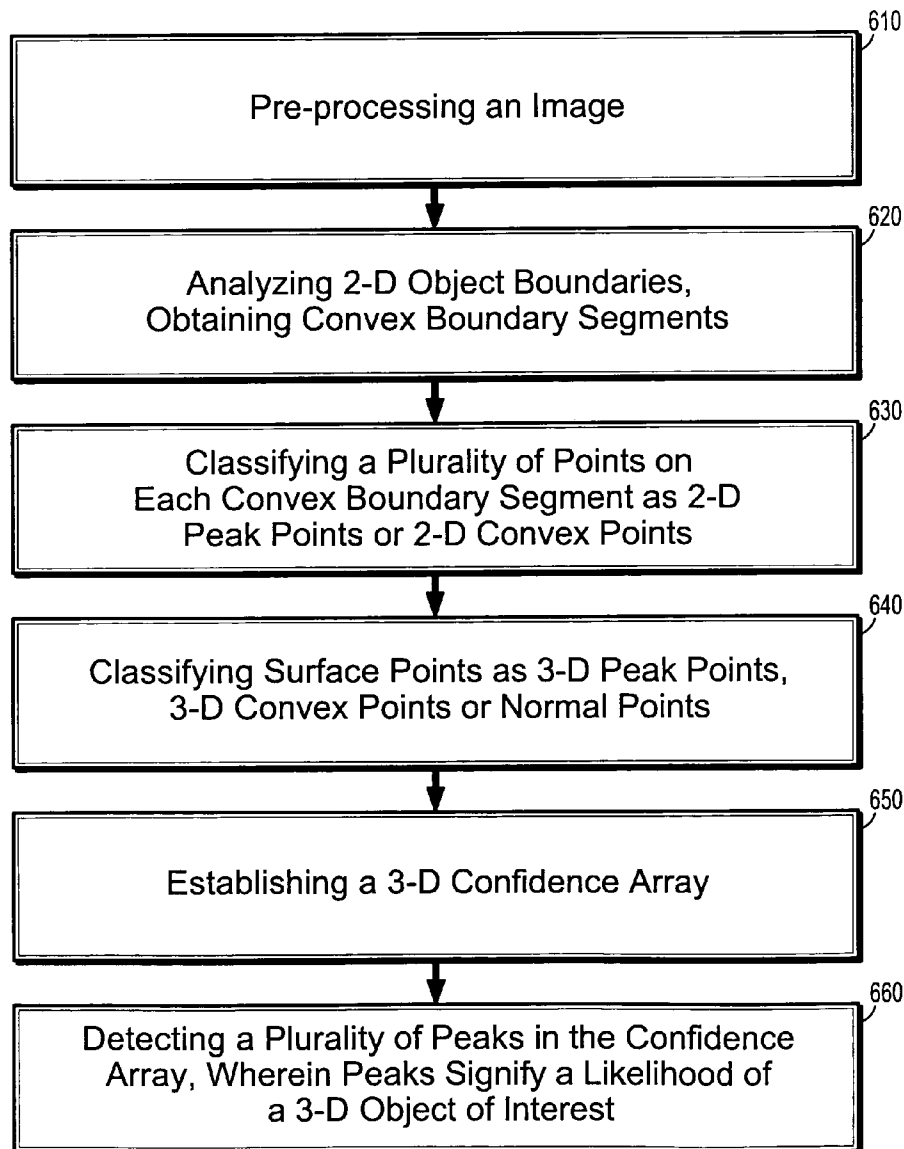 610
Pre-processing an Image
620
Analyzing 2-D Object Boundaries,
Obtaining Convex Boundary Segments
630
Classifying a Plurality of Points on
Each Convex Boundary Segment as 2-D
Peak Points or 2-D Convex Points
640
Classifying Surface Points as 3-D Peak Points,
3-D Convex Points or Normal Points
650
Establishing a 3-D Confidence Array
660
Detecting a Plurality of Peaks in the Confidence
Array, Wherein Peaks Signify a Likelihood of
a 3-D Object of Interest